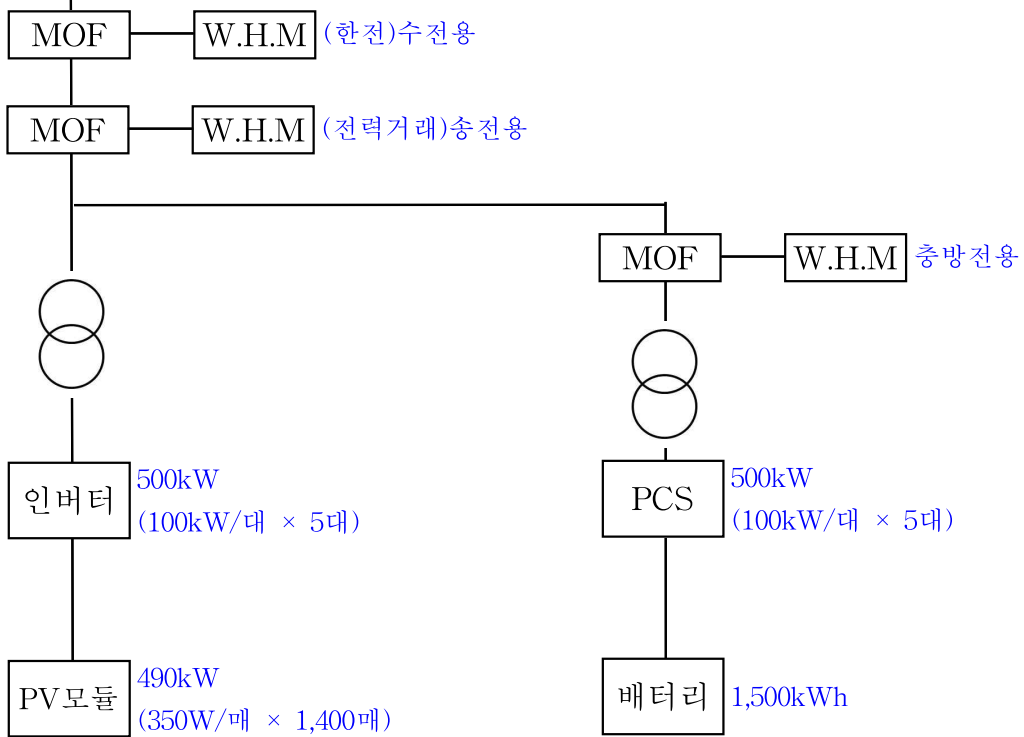 MOF W.H.M (한전)수전용
MOF W.H.M (전력거래)송전용
MOF W.H.M 충방전용
인버터 500kW
(100kW/대 × 5대)
PCS 500kW
(100kW/대 × 5대)
PV모듈 490kW
(350W/매 × 1,400매)
배터리 1,500kWh